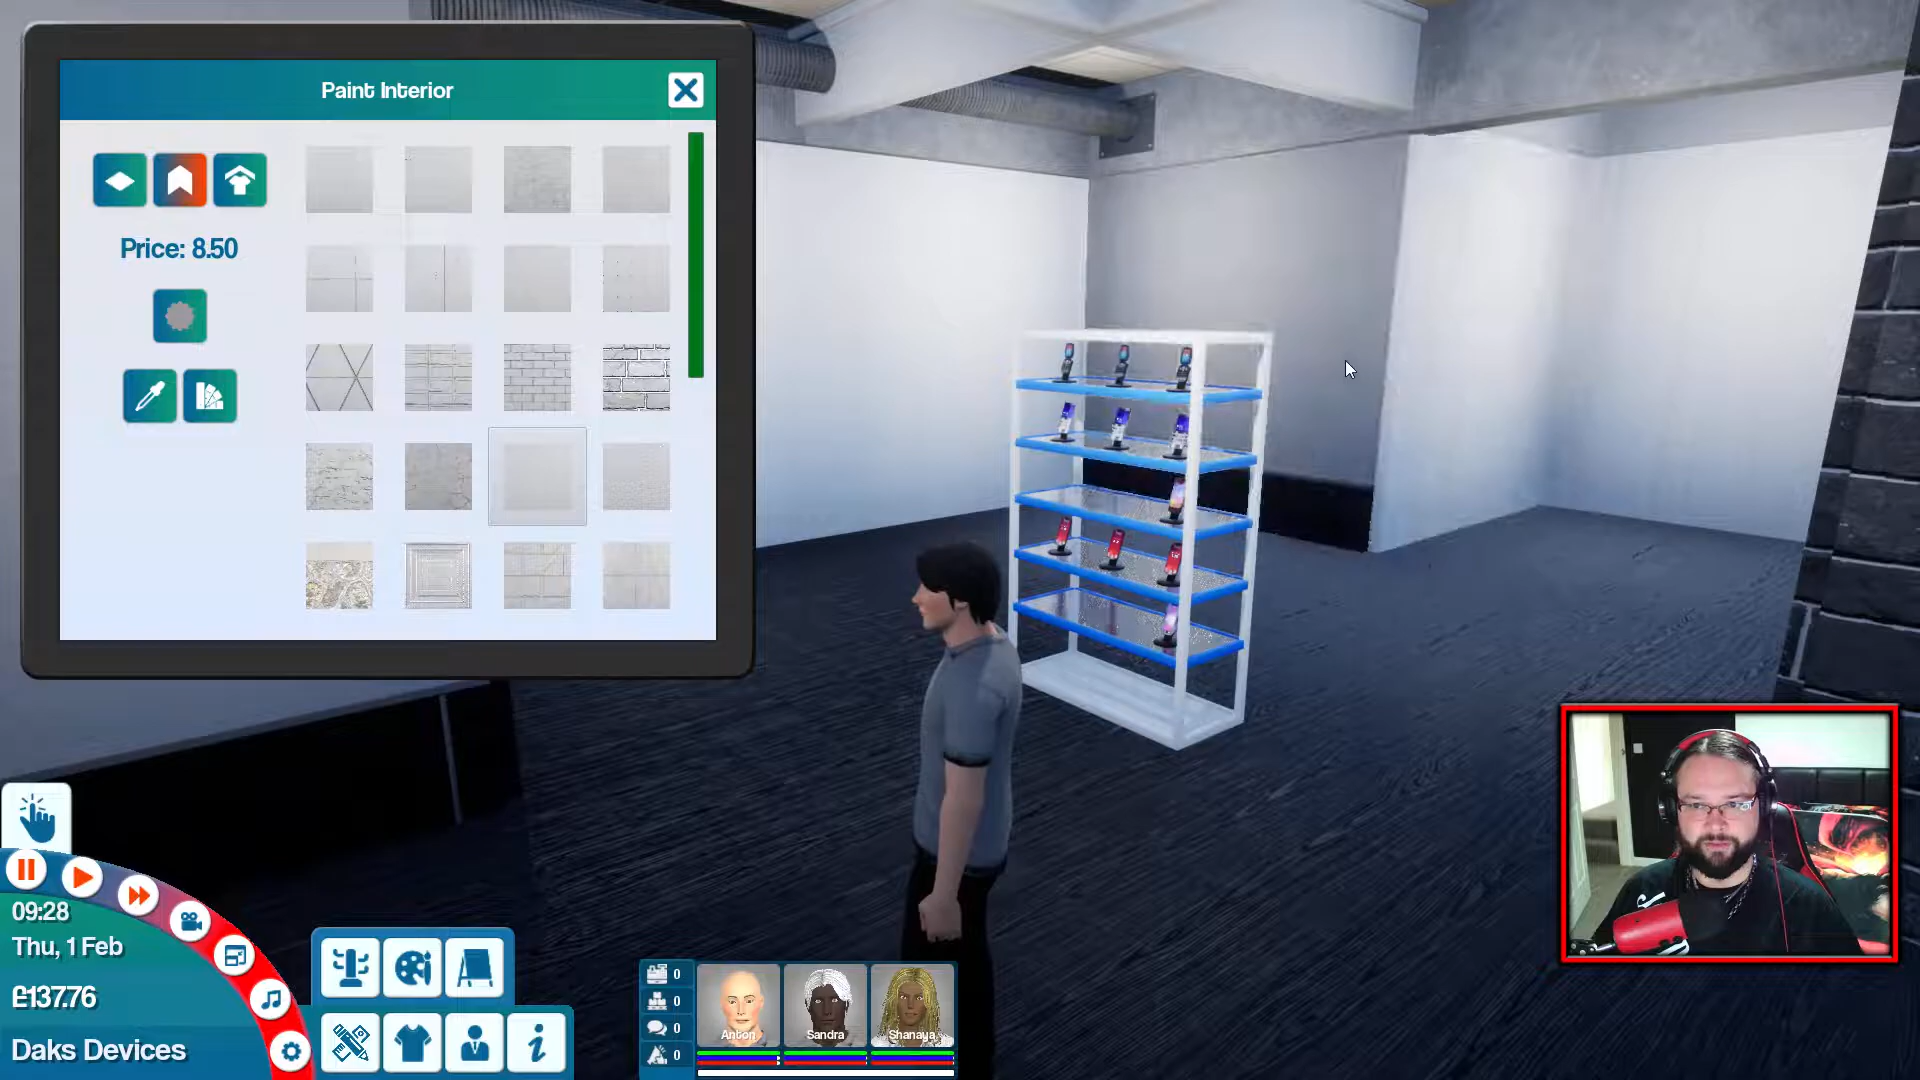 Paint Interior
Price: 8.50
09:28
Thu, 1 Feb
£137.76
Daks Devices
0
0
0
0
Anton
Sandra
Shanaya